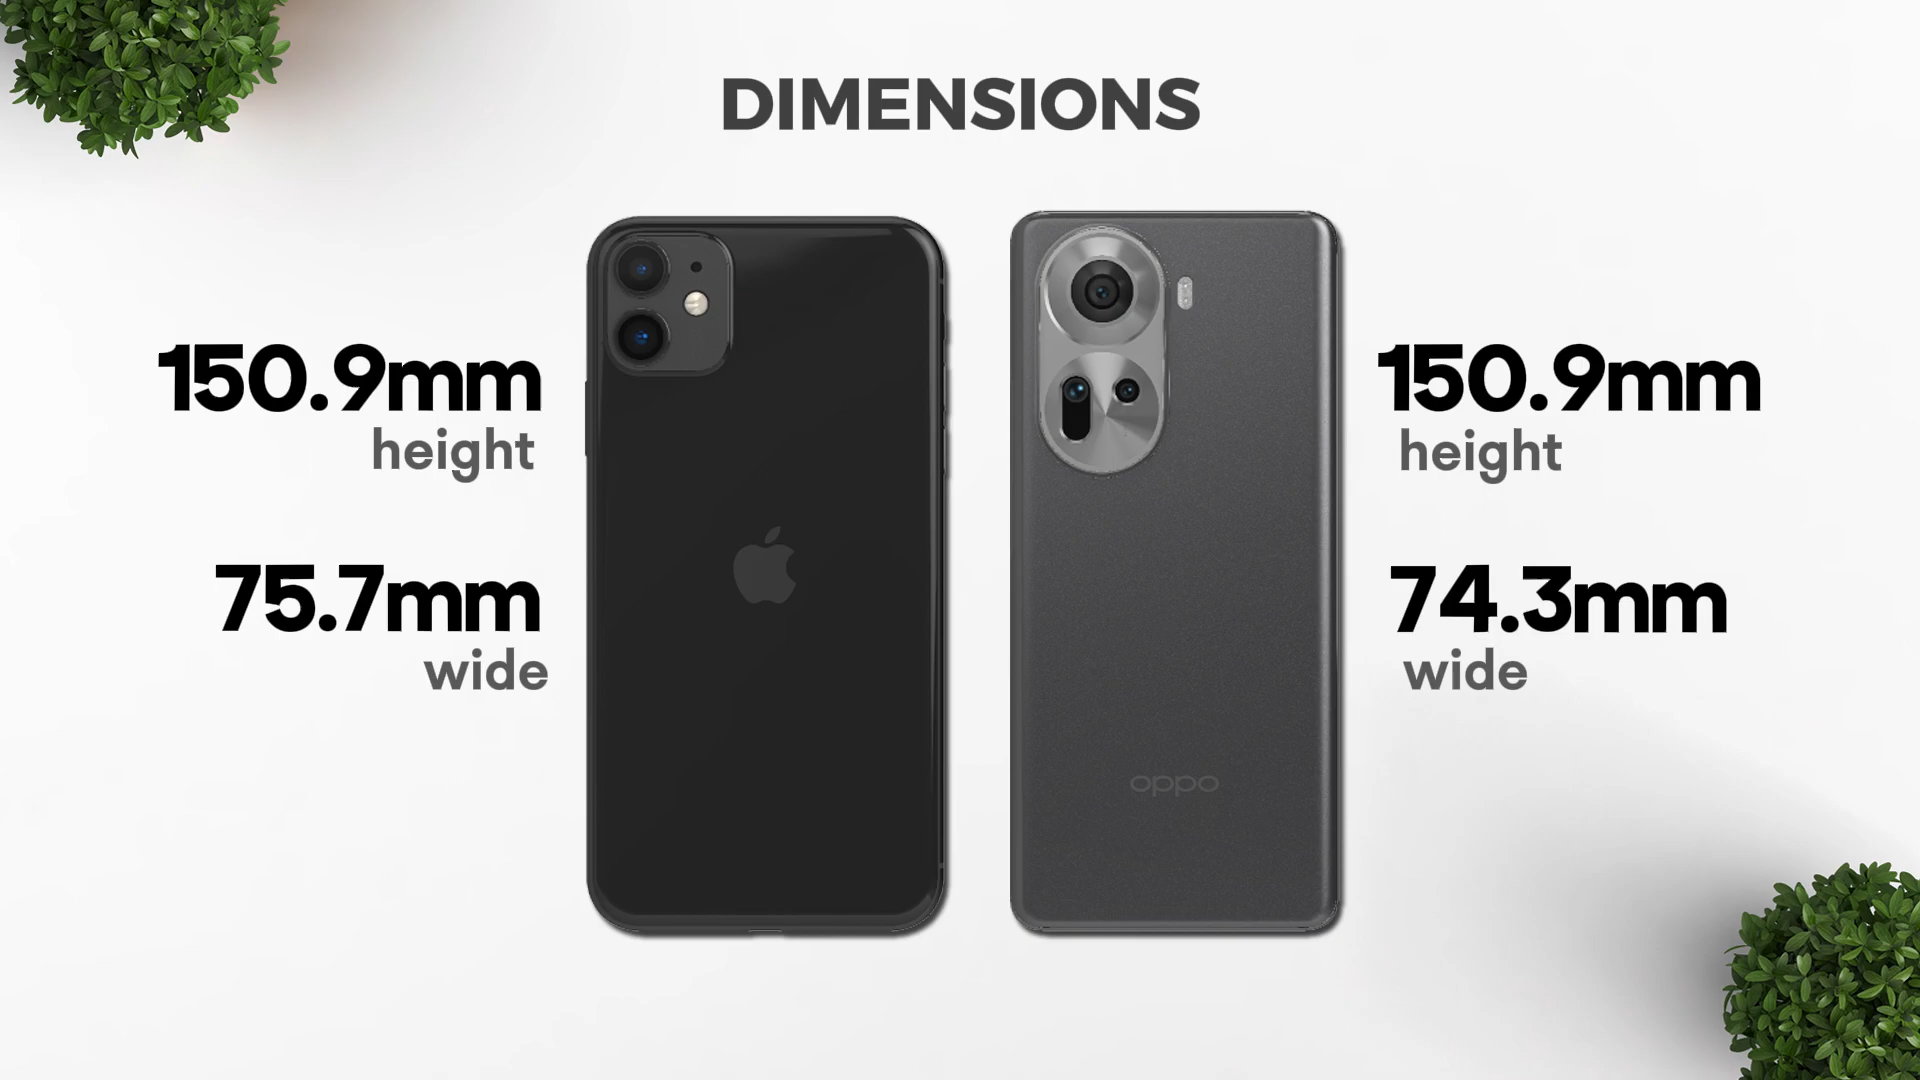 DIMENSIONS
150.9mm
height
75.7mm
wide
oppo
150.9mm
height
74.3mm
wide